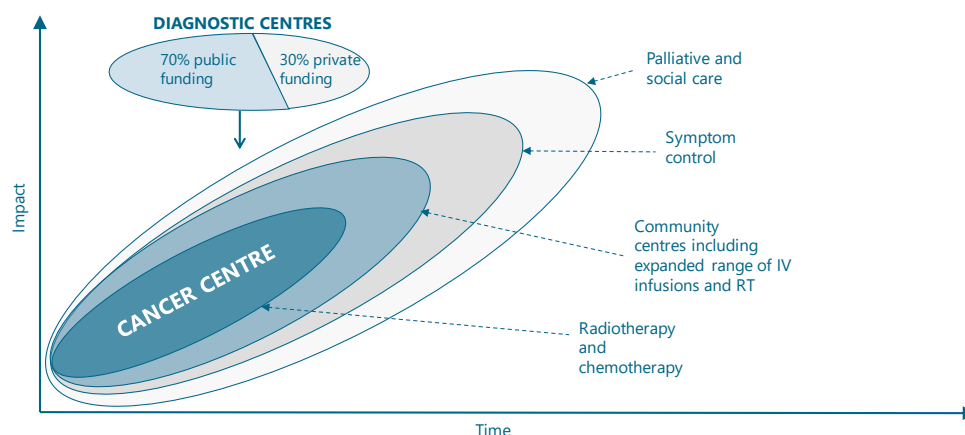 DIAGNOSTIC CENTRES
70% public
funding
30% private
funding
Palliative and
social care
Symptom
control
Community
centres including
expanded range of IV
infusions and RT
Radiotherapy
and
chemotherapy
CANCER CENTRE
Impact
Time